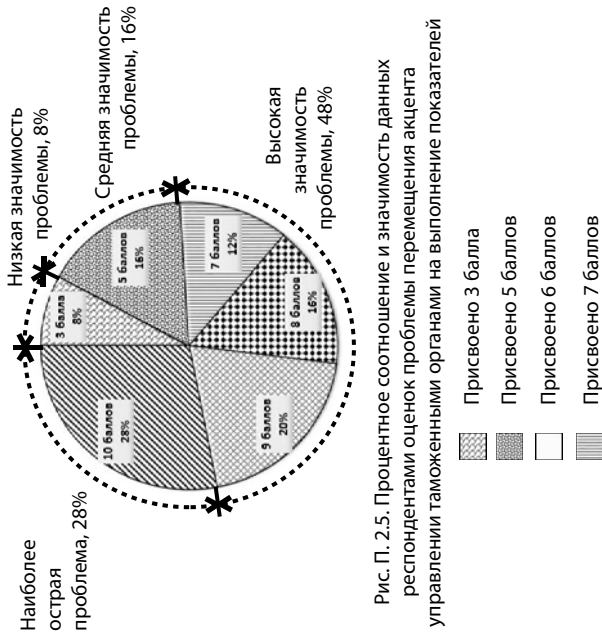 Низкая значимость
проблемы, 8%
Средняя значимость
проблемы, 16%
Высокая
значимость
проблемы, 48%
Наиболее
острая
проблема, 28%
3 балла
8%
5 баллов
16%
7 баллов
12%
8 баллов
16%
9 баллов
20%
10 баллов
28%
Рис. П. 2.5. Процентное соотношение и значимость данных
респондентами оценок проблемы перемещения акцента
управлении таможенными органами на выполнение показателей
Присвоено 3 балла
Присвоено 5 баллов
Присвоено 6 баллов
Присвоено 7 баллов